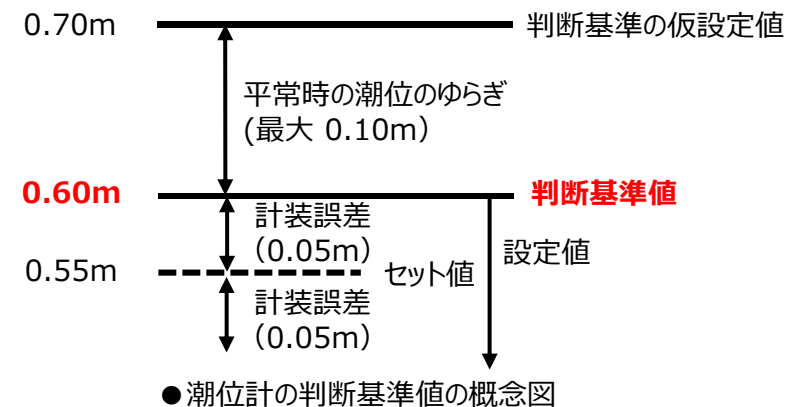 0.70m 判断基準の仮設定値
平常時の潮位のゆらぎ
(最大 0.10m）
0.60m 判断基準値
計装誤差
（0.05m）
設定値
0.55m セット値
計装誤差
（0.05m）
●潮位計の判断基準値の概念図